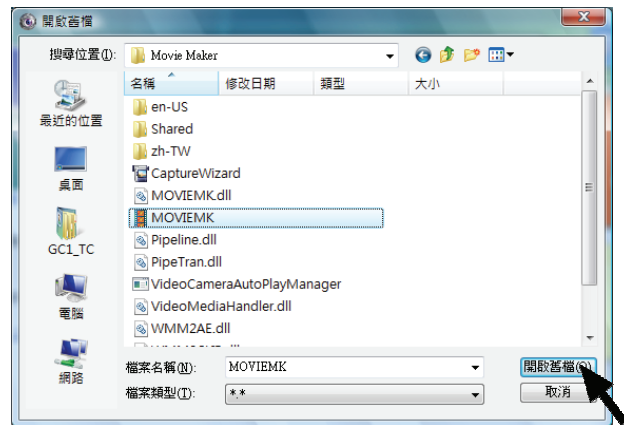 開啟舊檔
搜尋位置(I): Movie Maker
名稱 修改日期 類型 大小
最近的位置
桌面
GC1_TC
電腦
網路
en-US
Shared
zh-TW
CaptureWizard
MOVIEMK.dll
MOVIEMK
Pipeline.dll
PipeTran.dll
VideoCameraAutoPlayManager
VideoMediaHandler.dll
WMM2AE.dll
檔案名稱(N): MOVIEMK 開啟舊檔(O)
檔案類型(T): *.* 取消